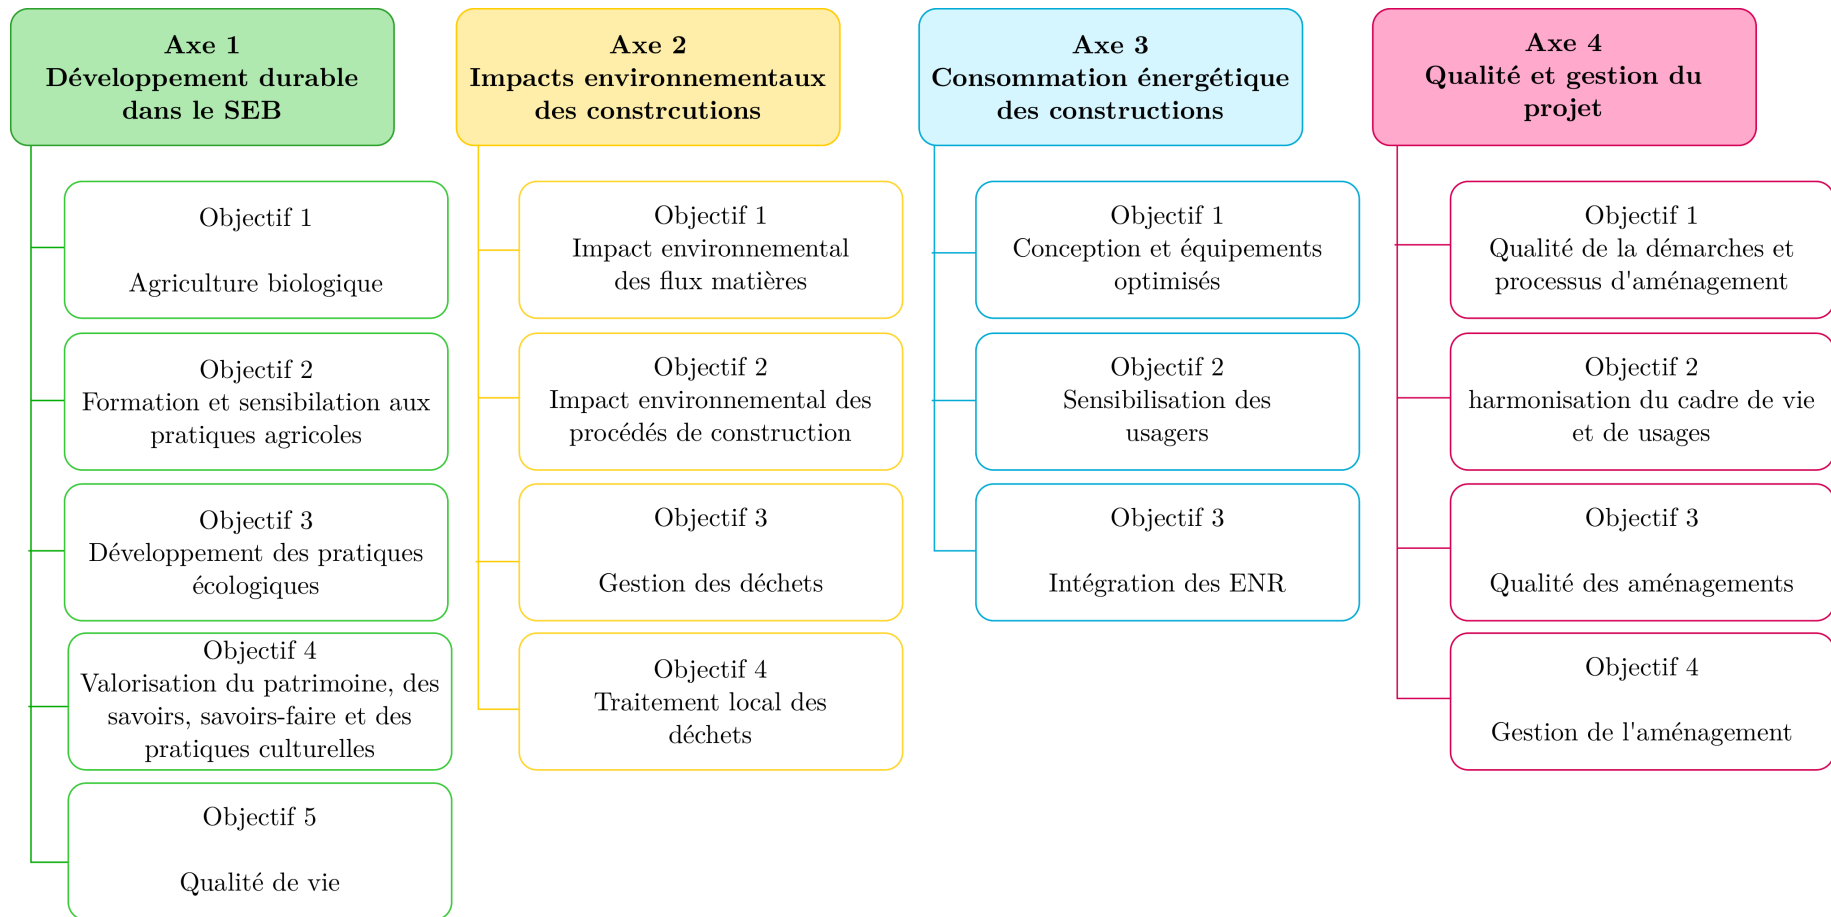 Axe 1
Développement durable
dans le SEB
Objectif 1
Agriculture biologique
Objectif 2
Formation et sensibilation aux
pratiques agricoles
Objectif 3
Développement des pratiques
écologiques
Objectif 4
Valorisation du patrimoine, des
savoirs, savoirs-faire et des
pratiques culturelles
Objectif 5
Qualité de vie
Axe 2
Impacts environnementaux
des constrcutions
Objectif 1
Impact environnemental
des flux matières
Objectif 2
Impact environnemental des
procédés de construction
Objectif 3
Gestion des déchets
Objectif 4
Traitement local des
déchets
Axe 3
Consommation énergétique
des constructions
Objectif 1
Conception et équipements
optimisés
Objectif 2
Sensibilisation des
usagers
Objectif 3
Intégration des ENR
Axe 4
Qualité et gestion du
projet
Objectif 1
Qualité de la démarches et
processus d'aménagement
Objectif 2
harmonisation du cadre de vie
et de usages
Objectif 3
Qualité des aménagements
Objectif 4
Gestion de l'aménagement